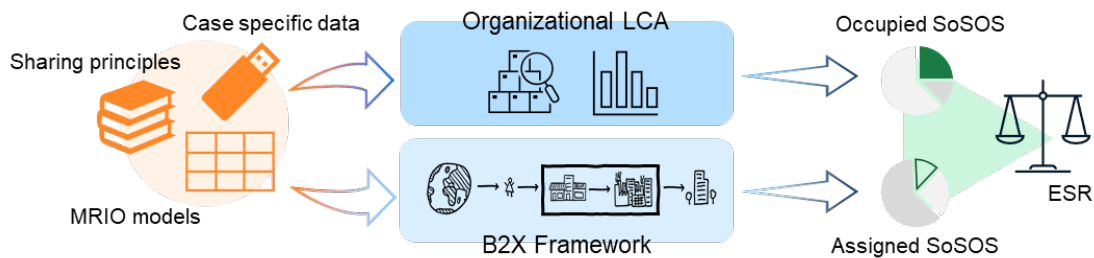 Case specific data
Sharing principles
MRIO models
Organizational LCA
B2X Framework
Occupied SoSOS
ESR
Assigned SoSOS